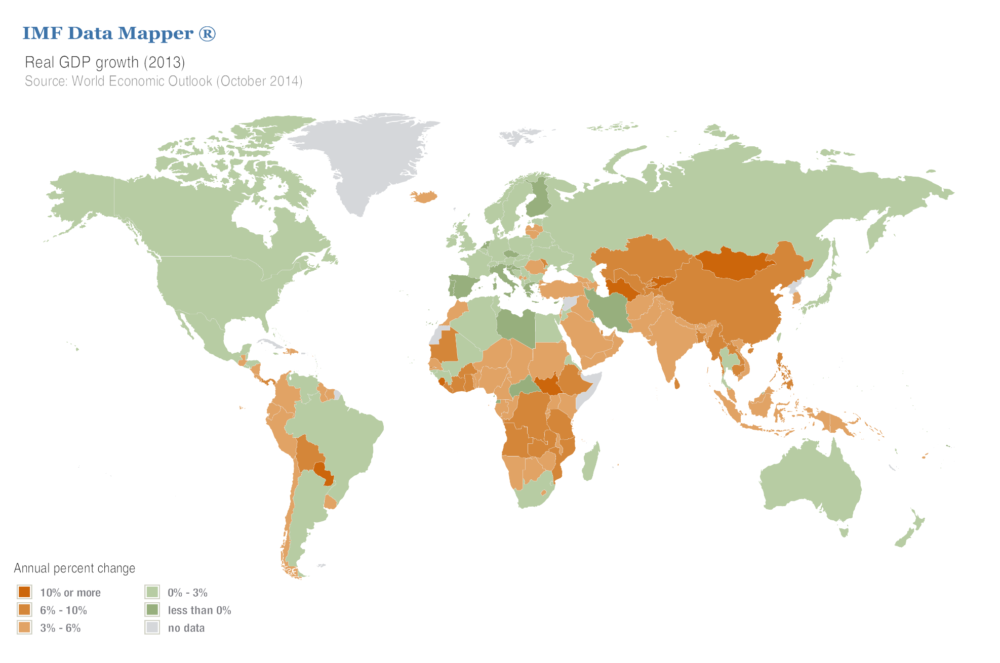 IMF Data Mapper ®
Real GDP growth (2013)
Source: World Economic Outlook (October 2014)
Annual percent change
10% or more
6% - 10%
3% - 6%
0% - 3%
less than 0%
no data